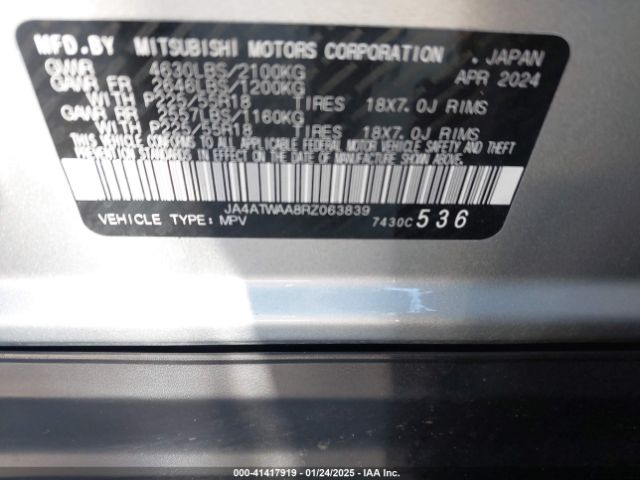 MFD.BY MITSUBISHI MOTORS CORPORATION . JAPAN
GVWR 4630LBS/2100KG APR 2024
GAWR FR 2646LBS/1200KG
WITH P225/55R18 TIRES 18X7.0J RIMS
GAWR RR 2557LBS/1160KG
WITH P225/55R18 TIRES 18X7.0J RIMS
THIS VEHICLE CONFORMS TO ALL APPLICABLE FEDERAL MOTOR VEHICLE SAFETY AND THEFT
PREVENTION STANDARDS IN EFFECT ON THE DATE OF MANUFACTURE SHOWN ABOVE.
JA4ATWAA8RZ063839
VEHICLE TYPE: MPV 7430C 536
000-41417919 - 01/24/2025 - IAA Inc.